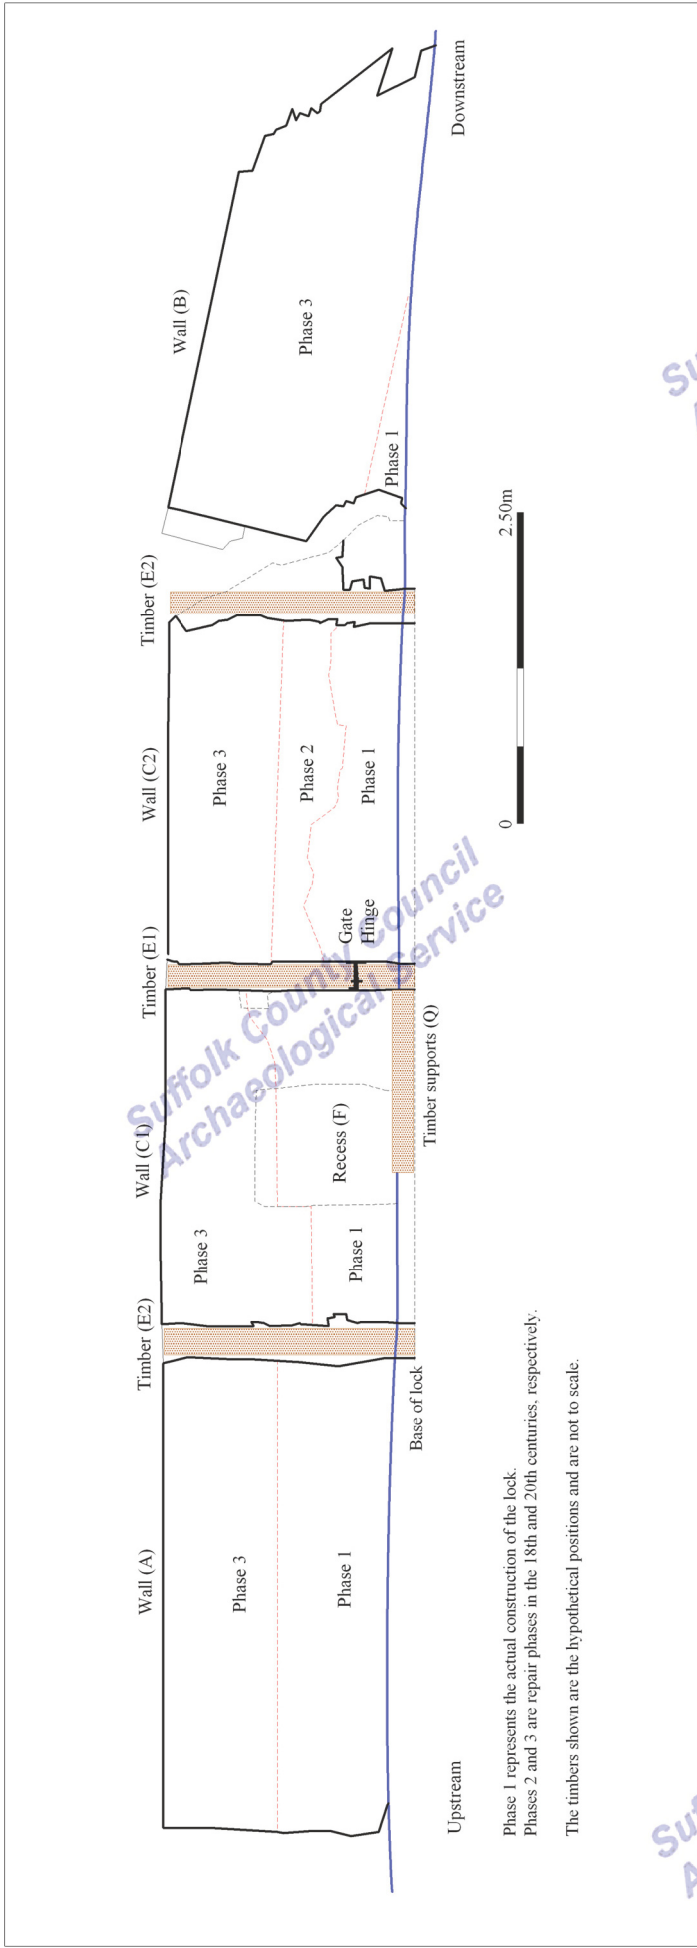 Wall (A)
Timber (E2)
Wall (C1)
Timber (E1)
Wall (C2)
Timber (E2)
Wall (B)
Phase 3
Phase 1
Phase 3
Phase 1
Recess (F)
Gate
Hinge
Phase 3
Phase 2
Phase 1
Phase 3
Phase 1
Base of lock
Timber supports (Q)
Upstream
Downstream
0
2.50m
Phase 1 represents the actual construction of the lock.
Phases 2 and 3 are repair phases in the 18th and 20th centuries, respectively.
The timbers shown are the hypothetical positions and are not to scale.
Suffolk County Council
Archaeological Service
Su
Suf
A